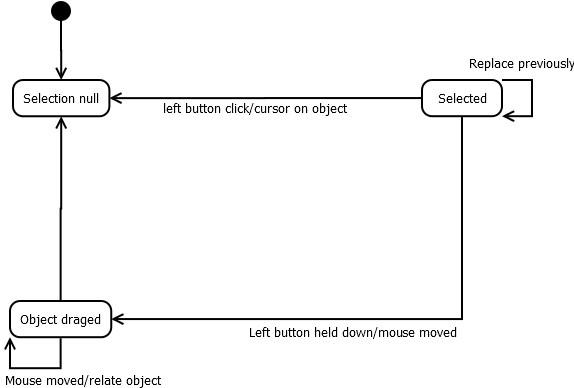 Replace previously
Selection null
Selected
left button click/cursor on object
Object draged
Left button held down/mouse moved
Mouse moved/relate object